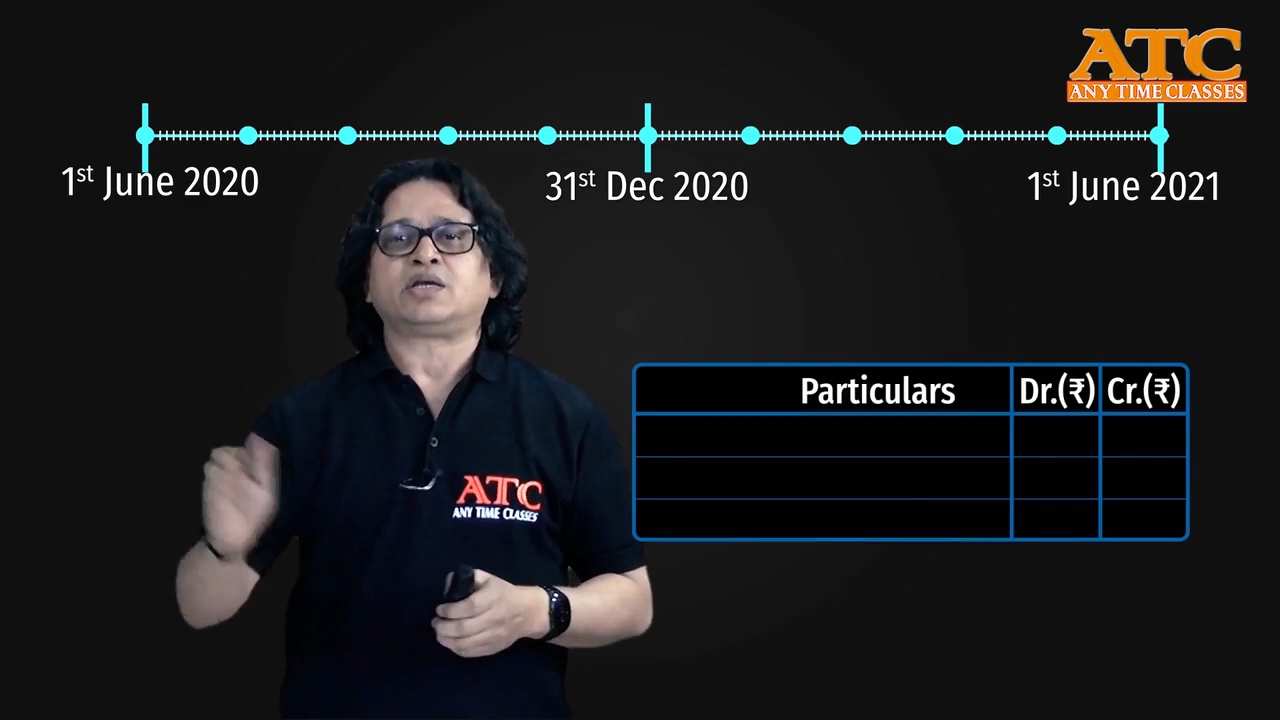 ATC
ANY TIME CLASSES
1st June 2020
31st Dec 2020
1st June 2021
Particulars
Dr.(₹)
Cr.(₹)
ATC
ANY TIME CLASSES